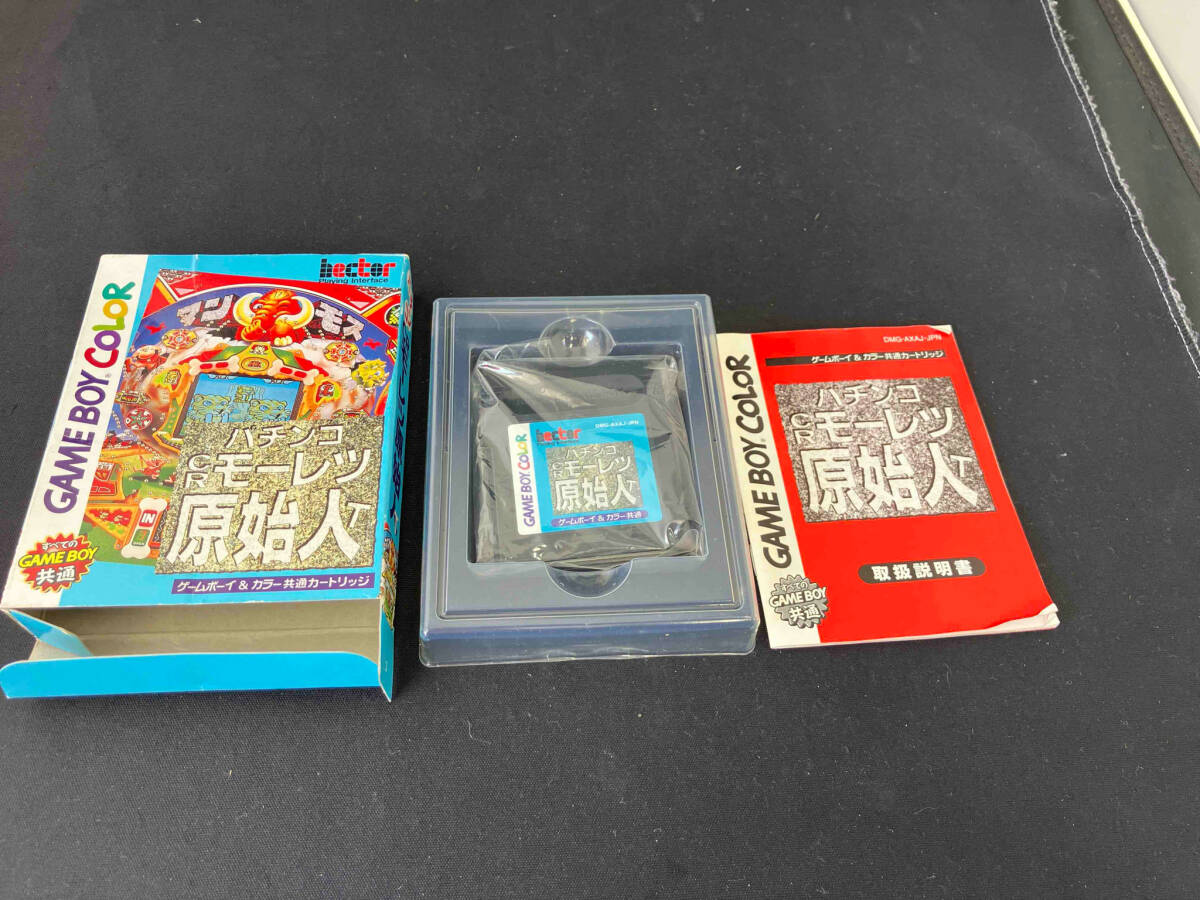 hector
Playing Interface
GAME BOY COLOR
マンモス
パチンコ
CR モーレツ
原始人T
IN
すべての
GAME BOY
共通
ゲームボーイ & カラー共通カートリッジ
DMG-AXAJ-JPN
hector
GAME BOY COLOR
パチンコ
CR モーレツ
原始人T
ゲームボーイ & カラー共通
DMG-AXAJ-JPN
ゲームボーイ & カラー共通カートリッジ
GAME BOY COLOR
パチンコ
CR モーレツ
原始人T
取扱説明書
すべての
GAME BOY
共通